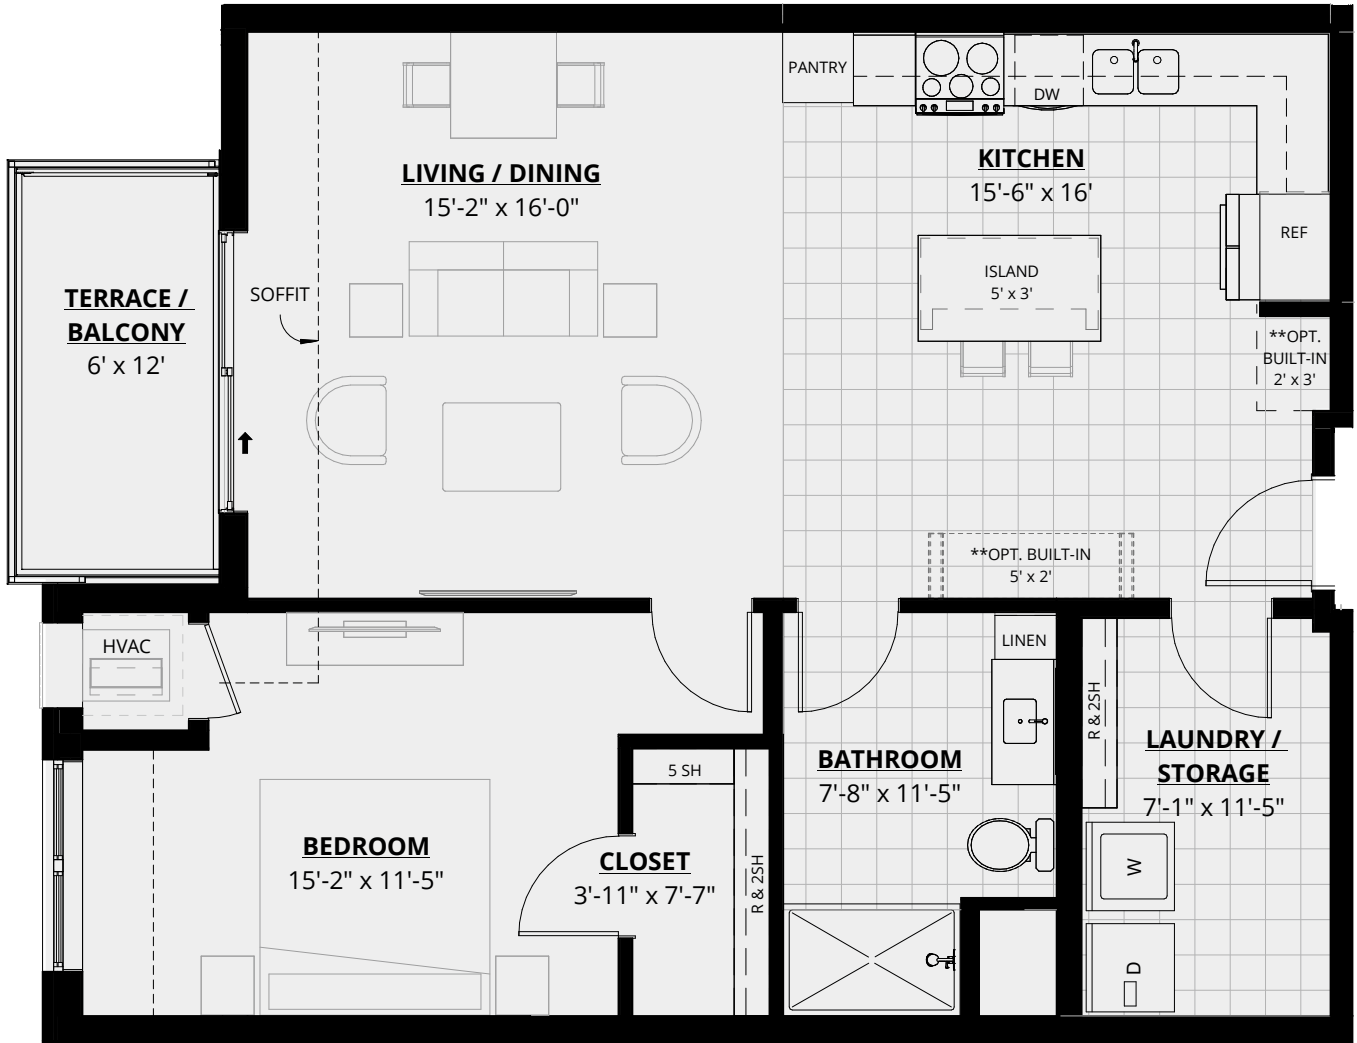 PANTRY
DW
LIVING / DINING
15'-2" x 16'-0"
KITCHEN
15'-6" x 16'
REF
ISLAND
5' x 3'
SOFFIT
TERRACE /
BALCONY
6' x 12'
**OPT.
BUILT-IN
2' x 3'
**OPT. BUILT-IN
5' x 2'
HVAC
LINEN
R & 2SH
LAUNDRY /
STORAGE
7'-1" x 11'-5"
BATHROOM
7'-8" x 11'-5"
5 SH
BEDROOM
15'-2" x 11'-5"
CLOSET
3'-11" x 7'-7"
R & 2SH
W
D